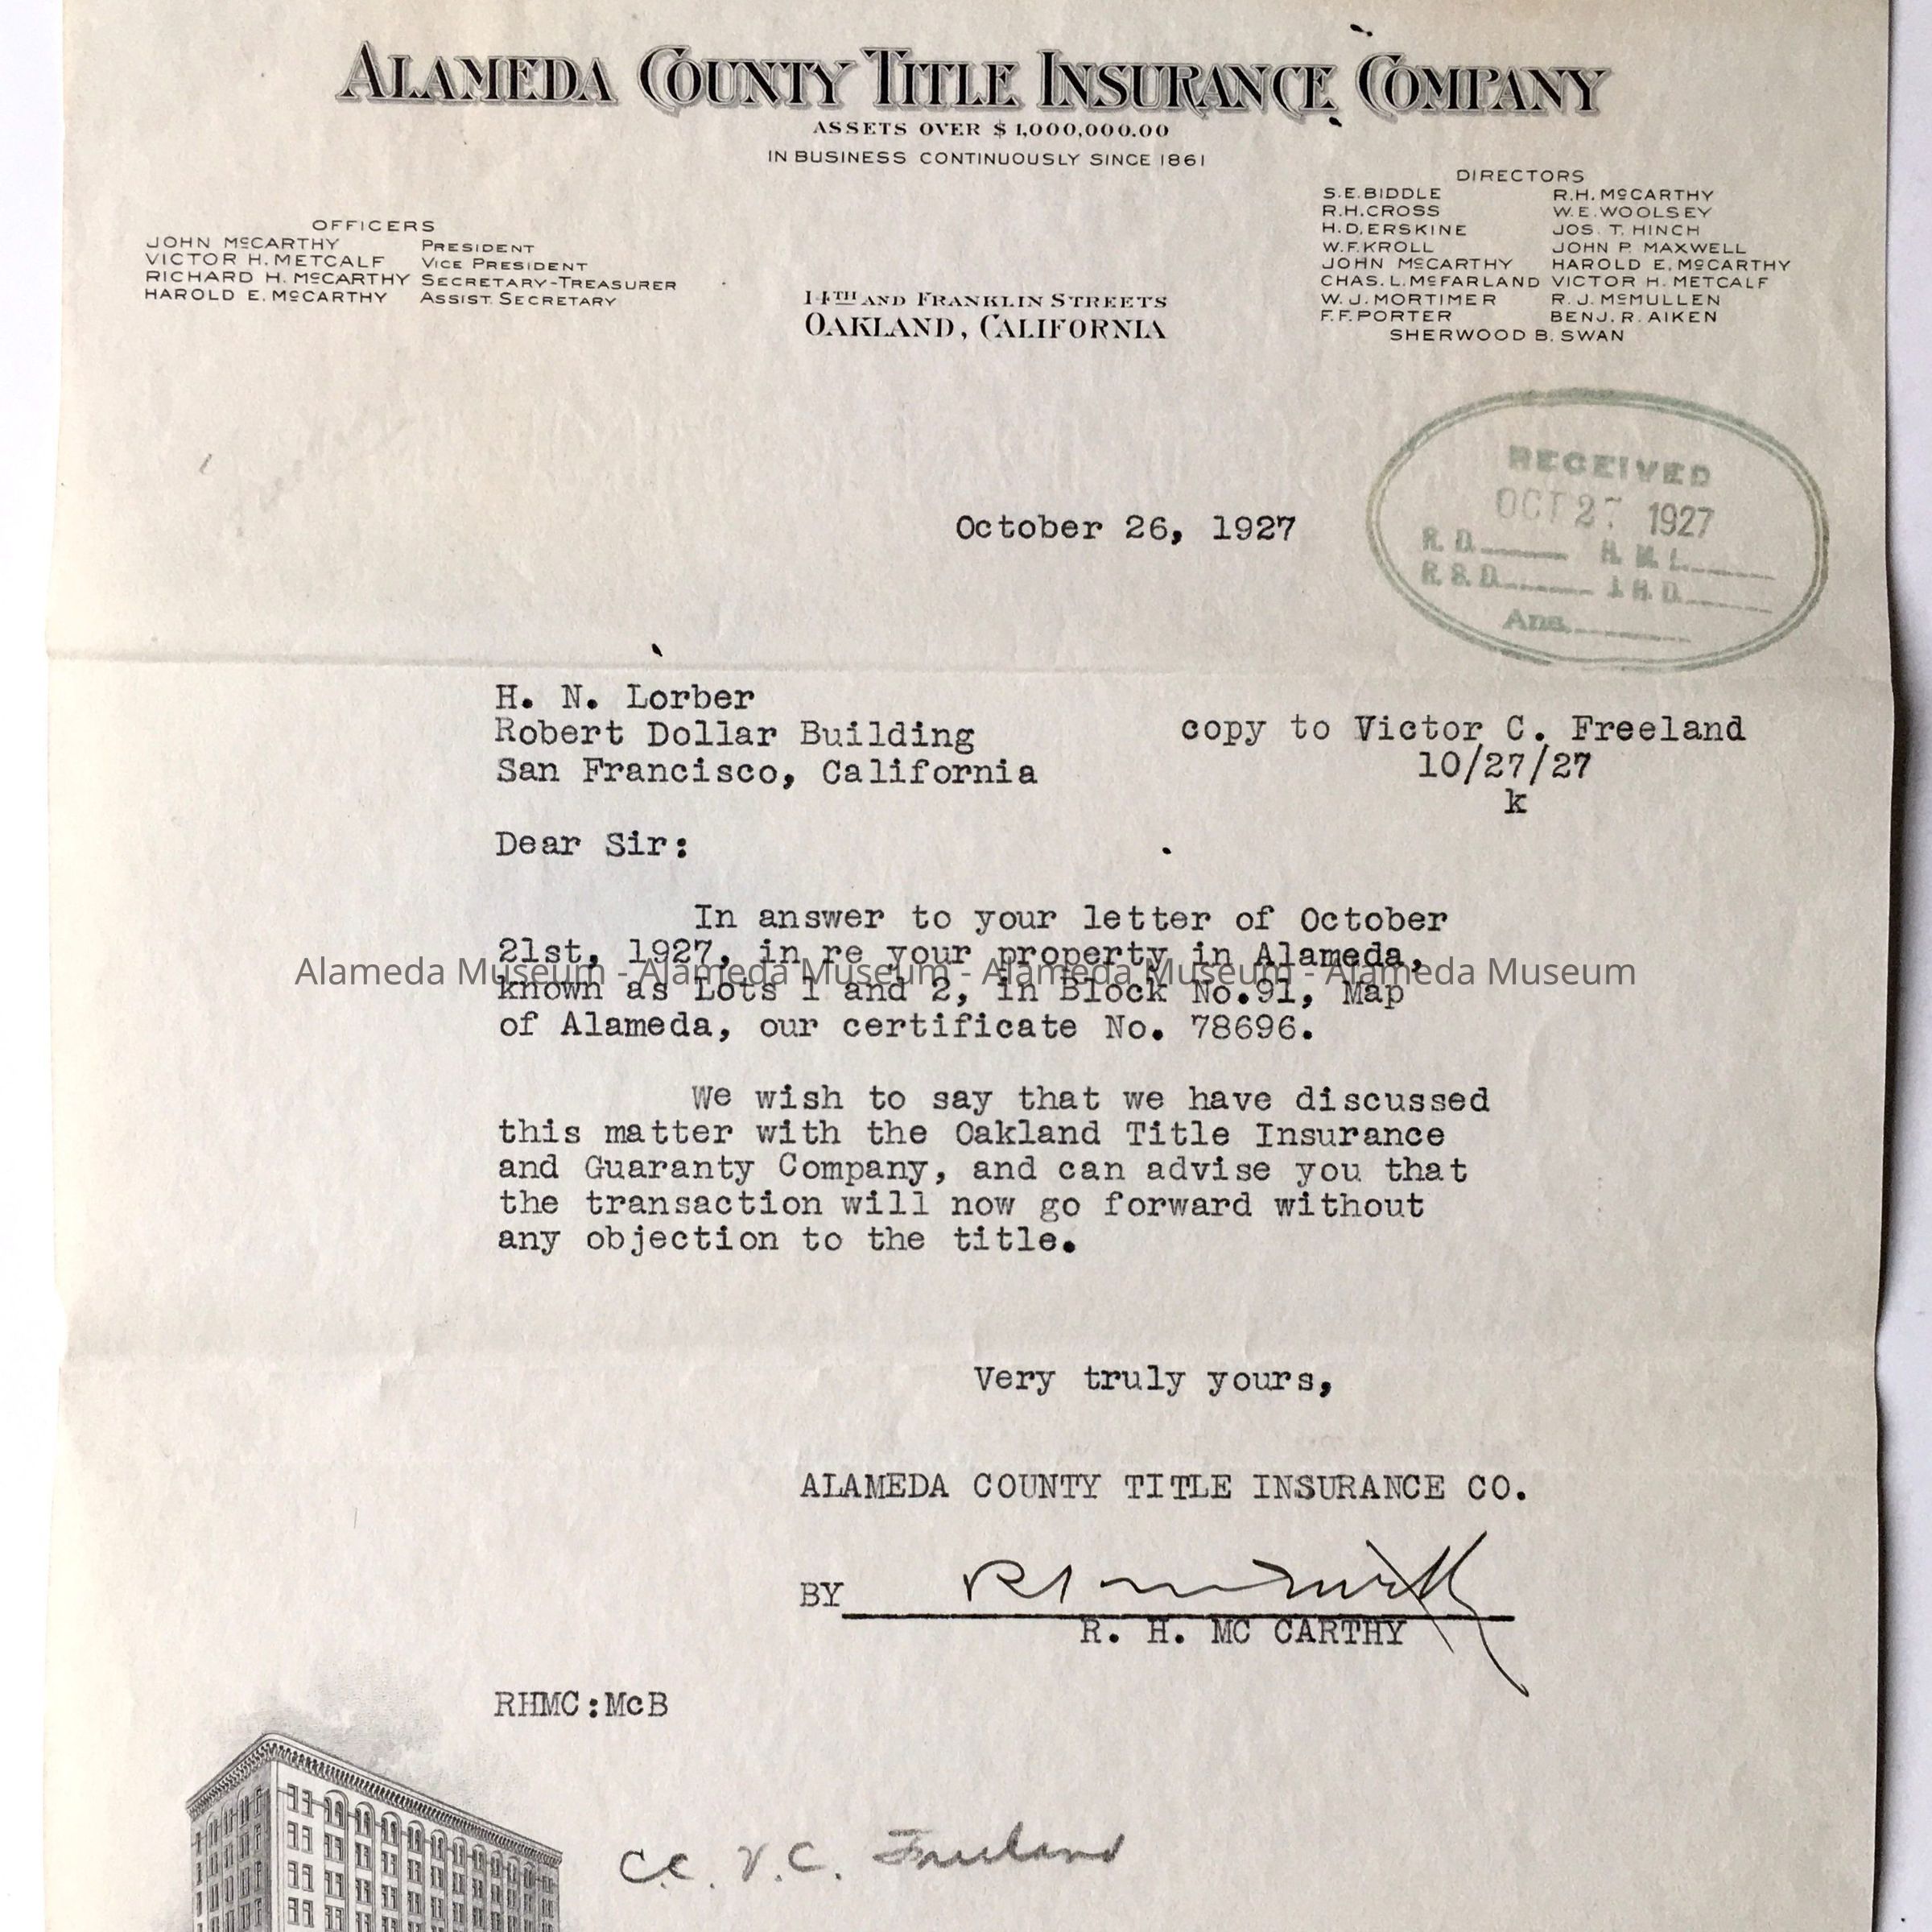 ALAMEDA COUNTY TITLE INSURANCE COMPANY
ASSETS OVER $1,000,000.00
IN BUSINESS CONTINUOUSLY SINCE 1861
OFFICERS
JOHN McCARTHY PRESIDENT
VICTOR H. METCALF VICE PRESIDENT
RICHARD H. McCARTHY SECRETARY-TREASURER
HAROLD E. McCARTHY ASSIST. SECRETARY
14TH AND FRANKLIN STREETS
OAKLAND, CALIFORNIA
DIRECTORS
S.E.BIDDLE R.H. McCARTHY
R.H.CROSS W.E.WOOLSEY
H.D.ERSKINE JOS. T. HINCH
W.F.KROLL JOHN P. MAXWELL
JOHN McCARTHY HAROLD E. McCARTHY
CHAS. L. McFARLAND VICTOR H. METCALF
W.J.MORTIMER R.J. McMULLEN
F.F.PORTER BENJ. R. AIKEN
SHERWOOD B. SWAN
RECEIVED
OCT 27 1927
R. D. H. M. L.
R. S. D. J. H. D.
Ans.
October 26, 1927
H. N. Lorber
Robert Dollar Building
San Francisco, California
copy to Victor C. Freeland
10/27/27
k
Dear Sir:
In answer to your letter of October
21st, 1927, in re your property in Alameda,
known as Lots 1 and 2, in Block No.91, Map
of Alameda, our certificate No. 78696.
Alameda Museum - Alameda Museum - Alameda Museum - Alameda Museum
We wish to say that we have discussed
this matter with the Oakland Title Insurance
and Guaranty Company, and can advise you that
the transaction will now go forward without
any objection to the title.
Very truly yours,
ALAMEDA COUNTY TITLE INSURANCE CO.
BY
R. H. MC CARTHY
RHMC:McB
C.C. V.C. Freeland